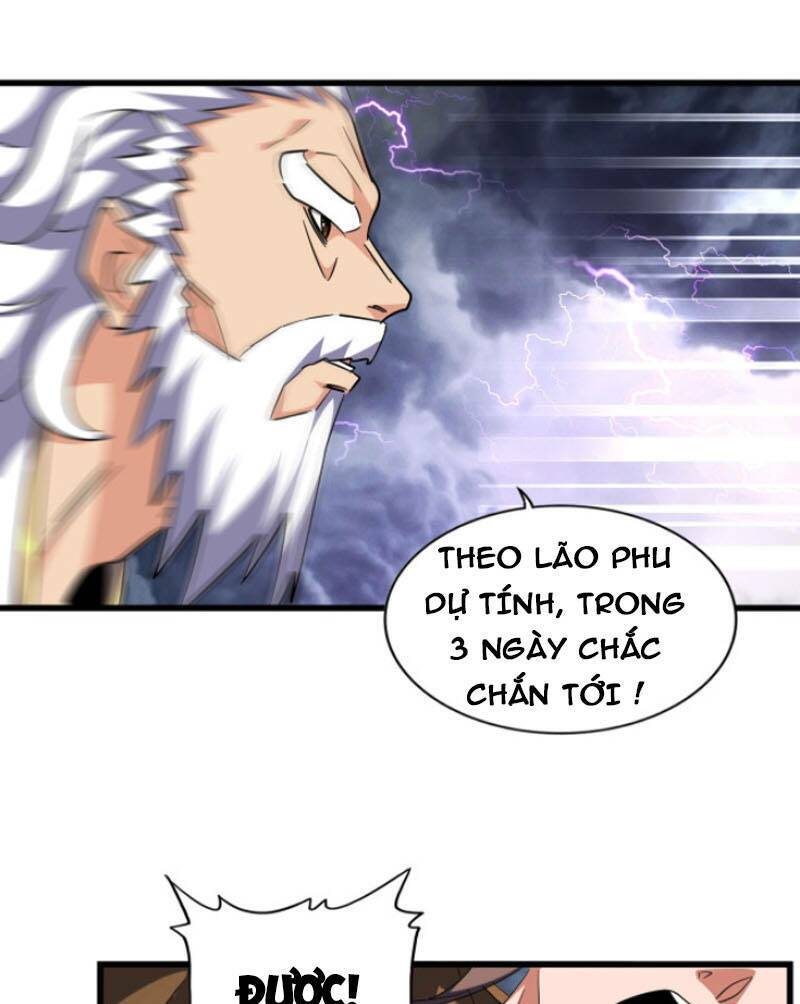 THEO LÃO PHU
DỰ TÍNH, TRONG
3 NGÀY CHẮC
CHẮN TỚI !
ĐƯỢC!